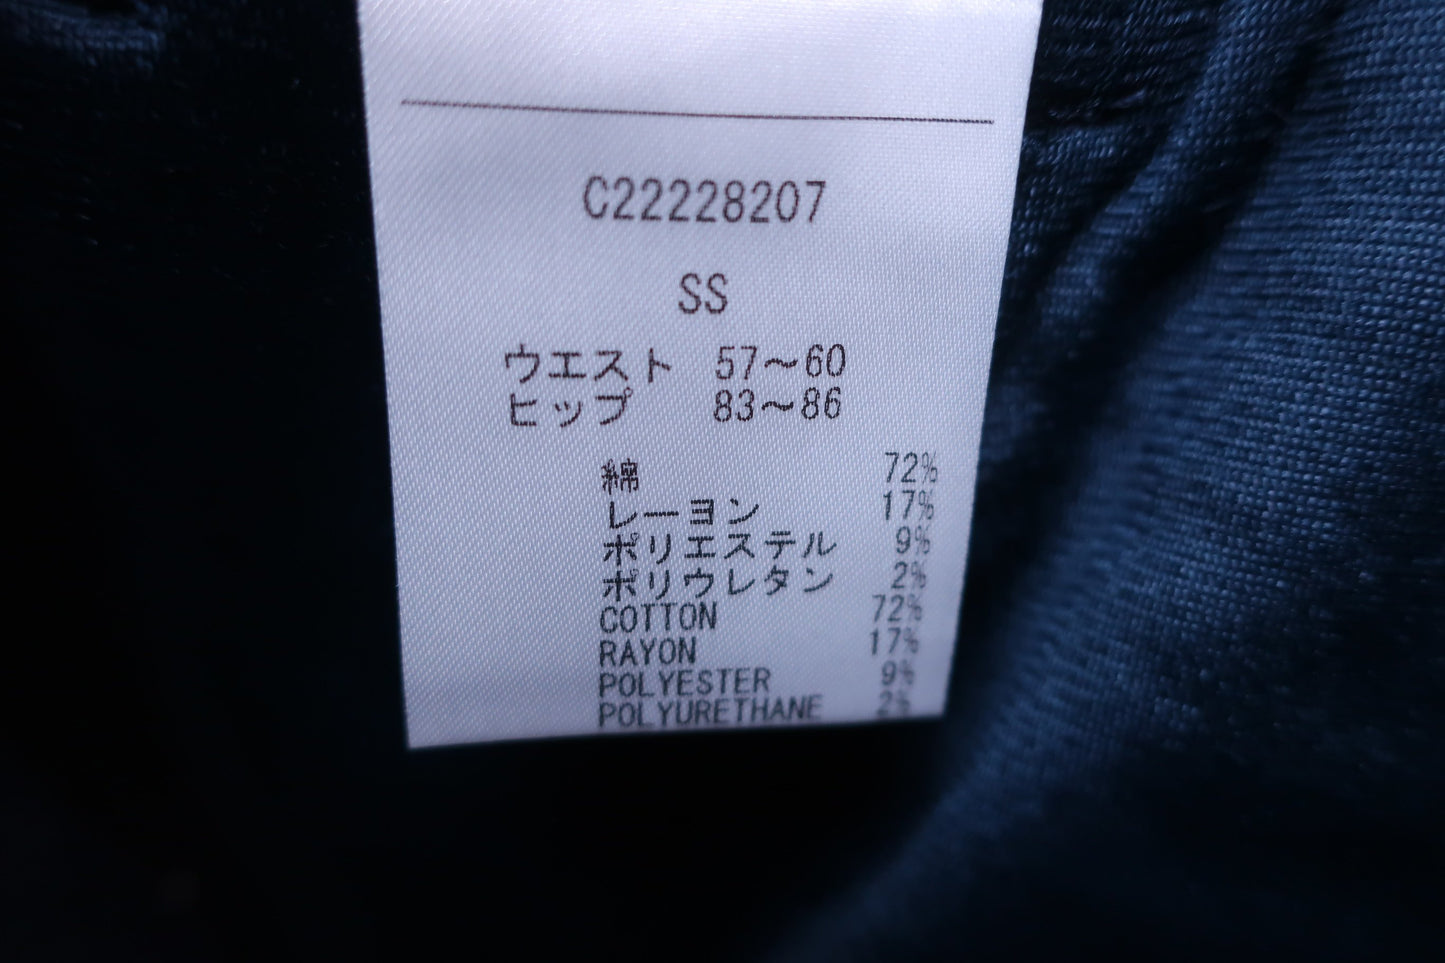 C22228207
SS
ウエスト 57〜60
ヒップ 83〜86
綿 72%
レーヨン 17%
ポリエステル 9%
ポリウレタン 2%
COTTON 72%
RAYON 17%
POLYESTER 9%
POLYURETHANE 2%